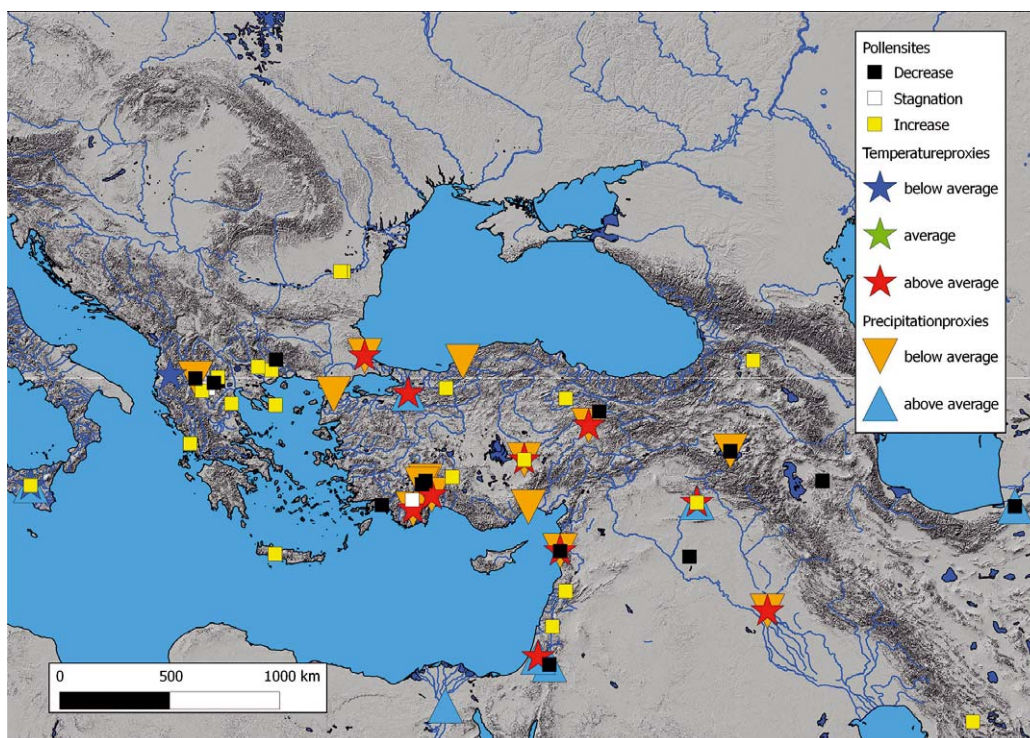 Pollensites
Decrease
Stagnation
Increase
Temperatureproxies
below average
average
above average
Precipitationproxies
below average
above average
0 500 1000 km